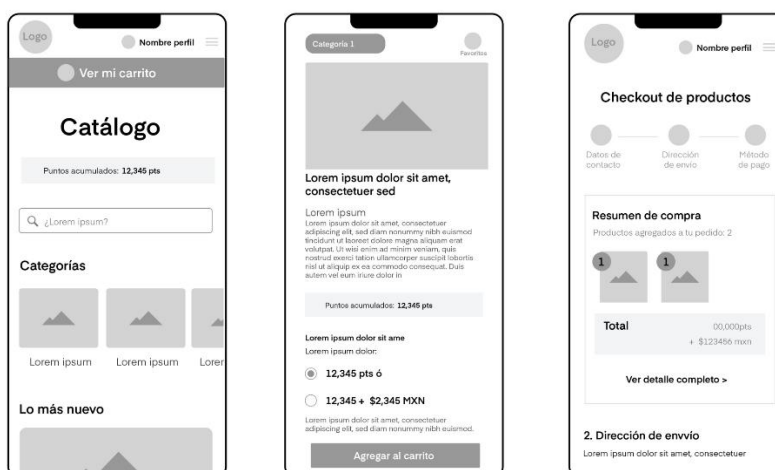 Logo
Nombre perfil
Ver mi carrito
Catálogo
Puntos acumulados: 12,345 pts
¿Lorem ipsum?
Categorías
Lorem ipsum
Lorem ipsum
Lorer
Lo más nuevo
Categoría 1
Favoritos
Lorem ipsum dolor sit amet,
consectetuer sed
Lorem ipsum
Lorem ipsum dolor sit amet, consectetuer
adipiscing elit, sed diam nonummy nibh euismod
tincidunt ut laoreet dolore magna aliquam erat
volutpat. Ut wisi enim ad minim veniam, quis
nostrud exerci tation ullamcorper suscipit lobortis
nisl ut aliquip ex ea commodo consequat. Duis
autem vel eum iriure dolor in
Puntos acumulados: 12,345 pts
Lorem ipsum dolor sit ame
Lorem ipsum dolor:
12,345 pts ó
12,345 + $2,345 MXN
Lorem ipsum dolor sit amet, consectetuer
adipiscing elit, sed diam nonummy nibh euismod.
Agregar al carrito
Logo
Nombre perfil
Checkout de productos
Datos de
contacto
Dirección
de envío
Método
de pago
Resumen de compra
Productos agregados a tu pedido: 2
1
1
Total
00,000pts
+ $123456 mxn
Ver detalle completo >
2. Dirección de envvío
Lorem ipsum dolor sit amet, consectetuer